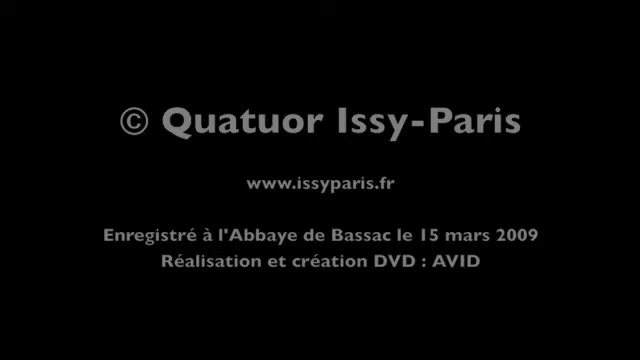 © Quatuor Issy-Paris
www.issyparis.fr
Enregistré à l'Abbaye de Bassac le 15 mars 2009
Réalisation et création DVD : AVID